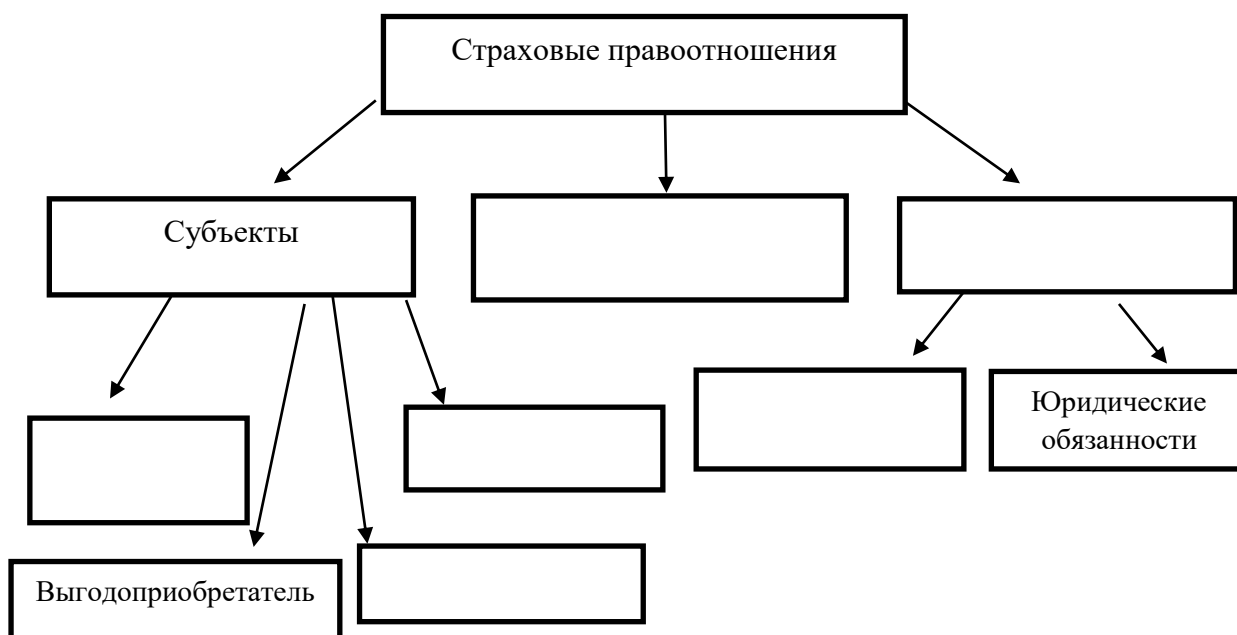 Страховые правоотношения
Субъекты
Юридические
обязанности
Выгодоприобретатель